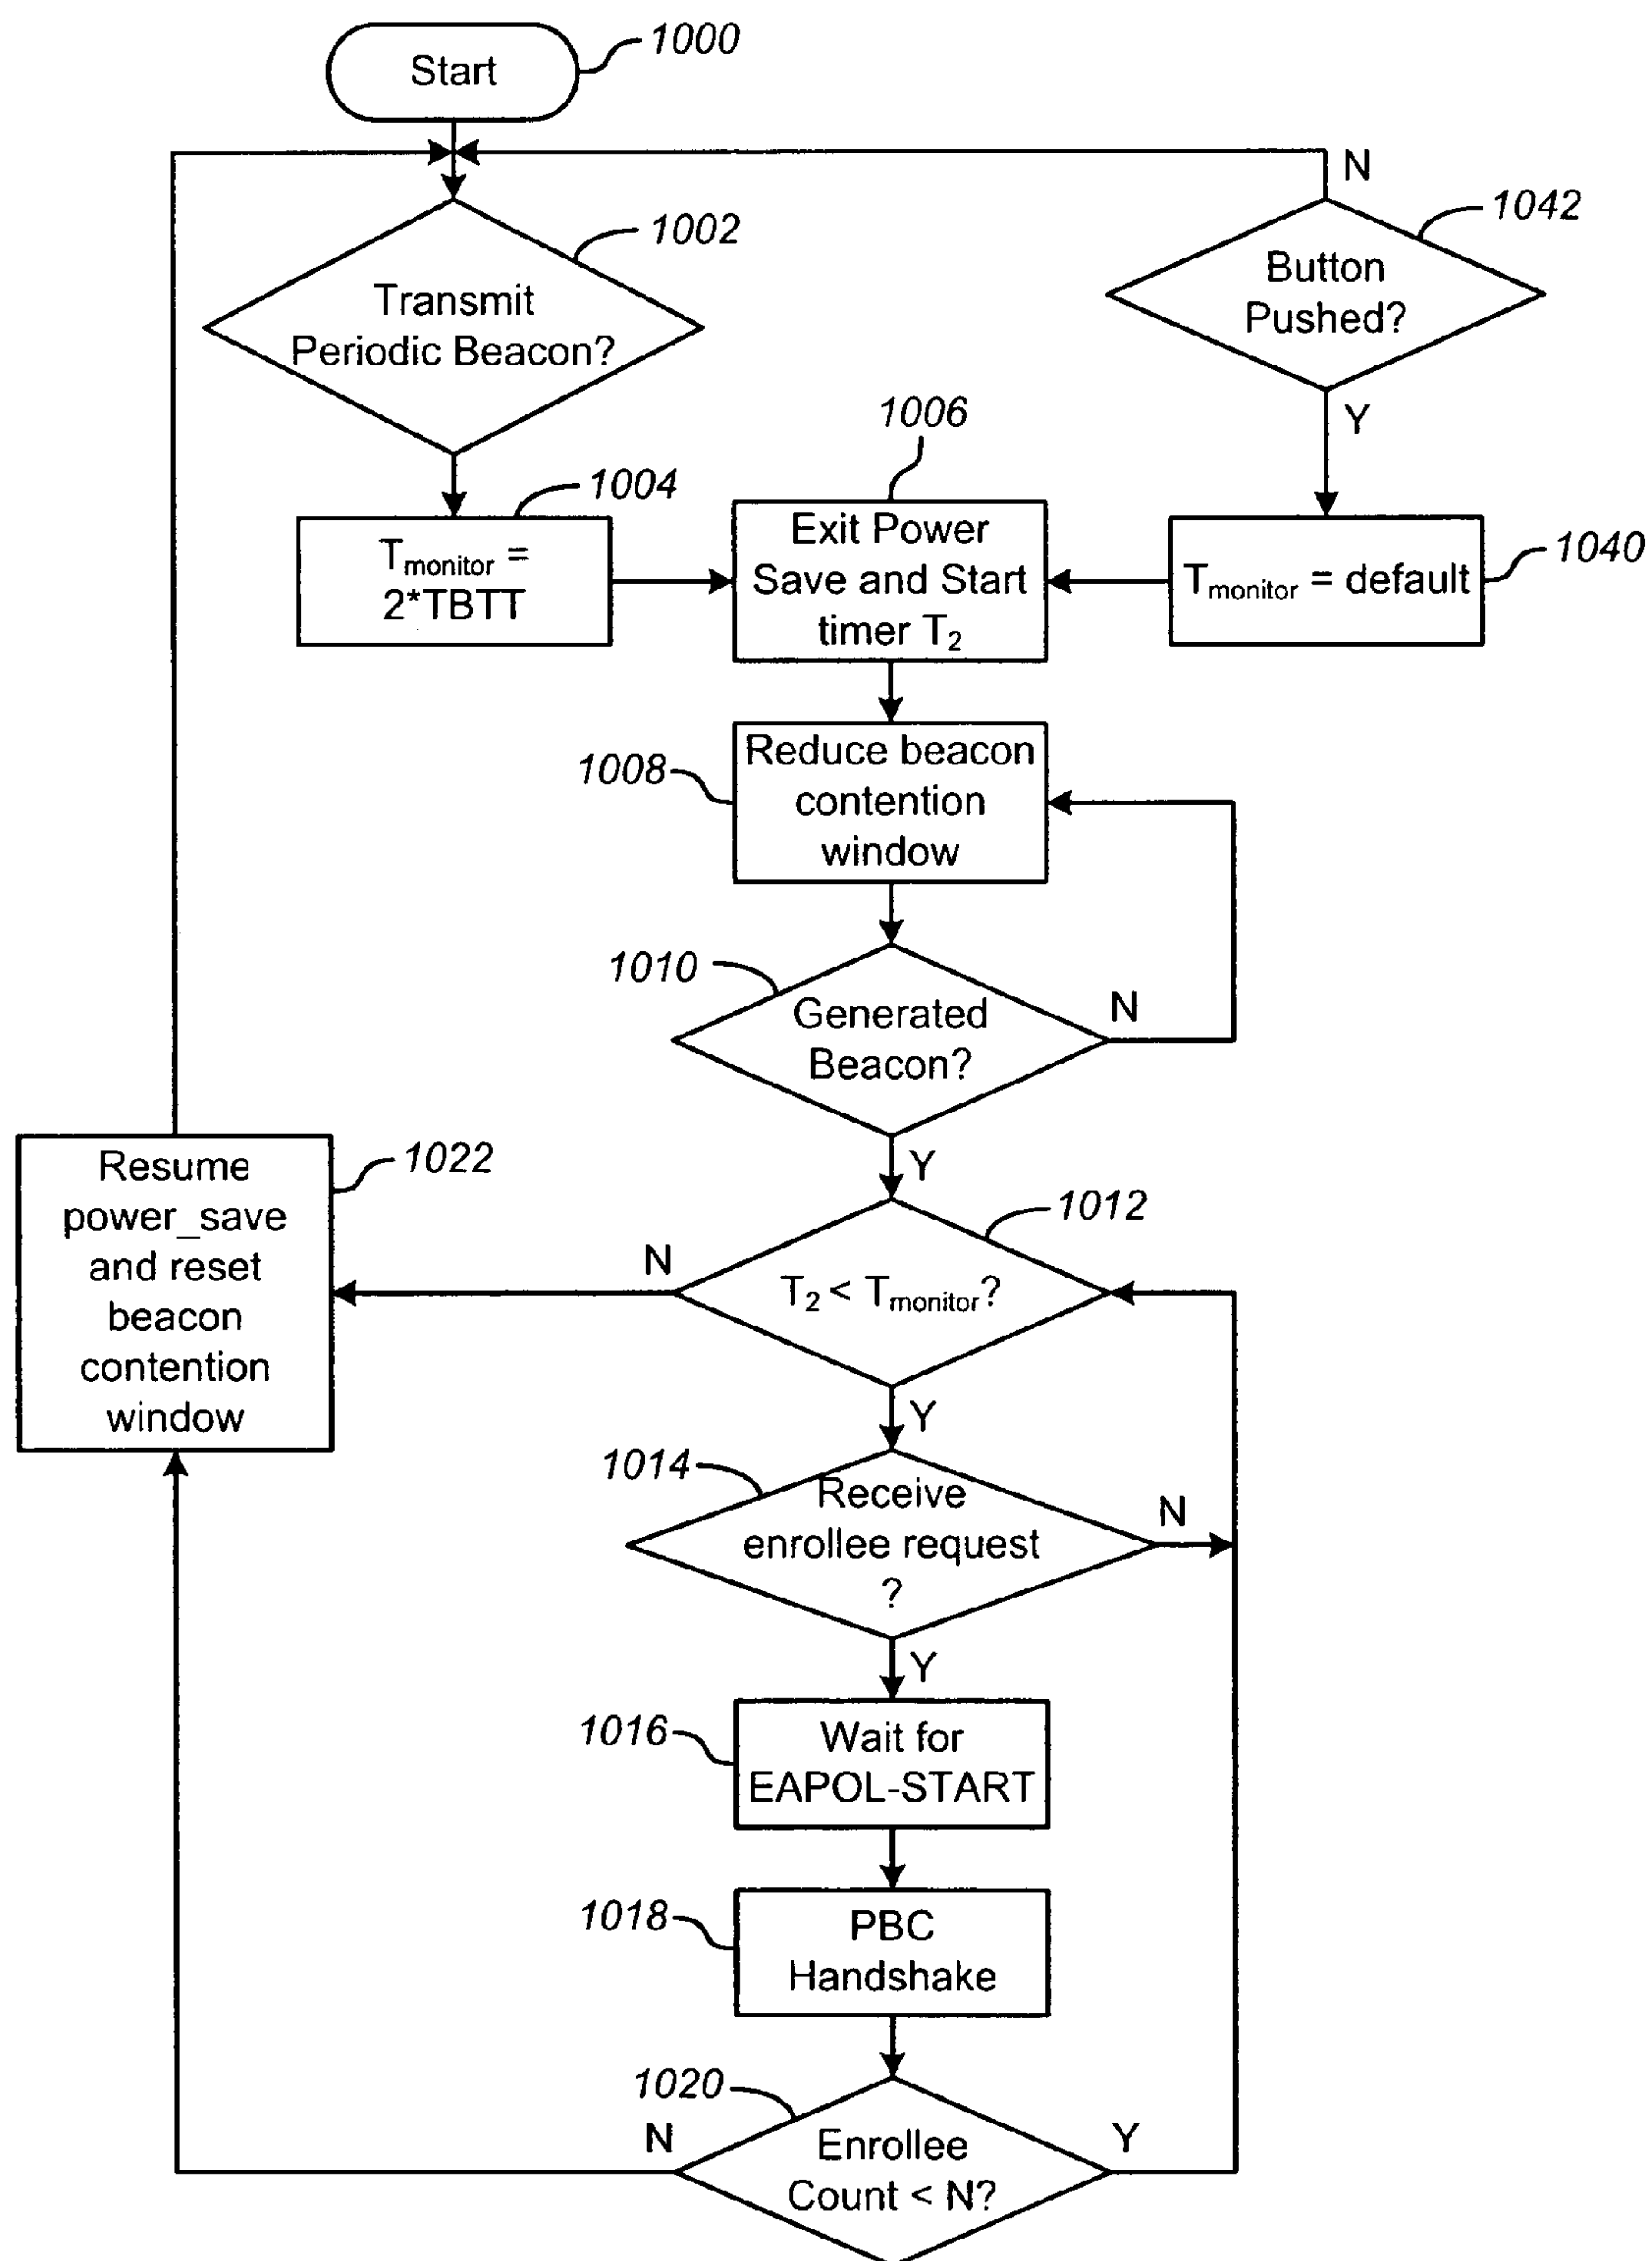 Start
1000
N
1002
1042
Transmit
Periodic Beacon?
Button
Pushed?
Y
1004
1006
Tmonitor =
2*TBTT
Exit Power
Save and Start
timer T2
Tmonitor = default
1040
1008
Reduce beacon
contention
window
1010
Generated
Beacon?
N
Y
1022
Resume
power_save
and reset
beacon
contention
window
1012
N
T2 < Tmonitor?
Y
1014
Receive
enrollee request
?
N
Y
1016
Wait for
EAPOL-START
1018
PBC
Handshake
1020
N
Enrollee
Count < N?
Y